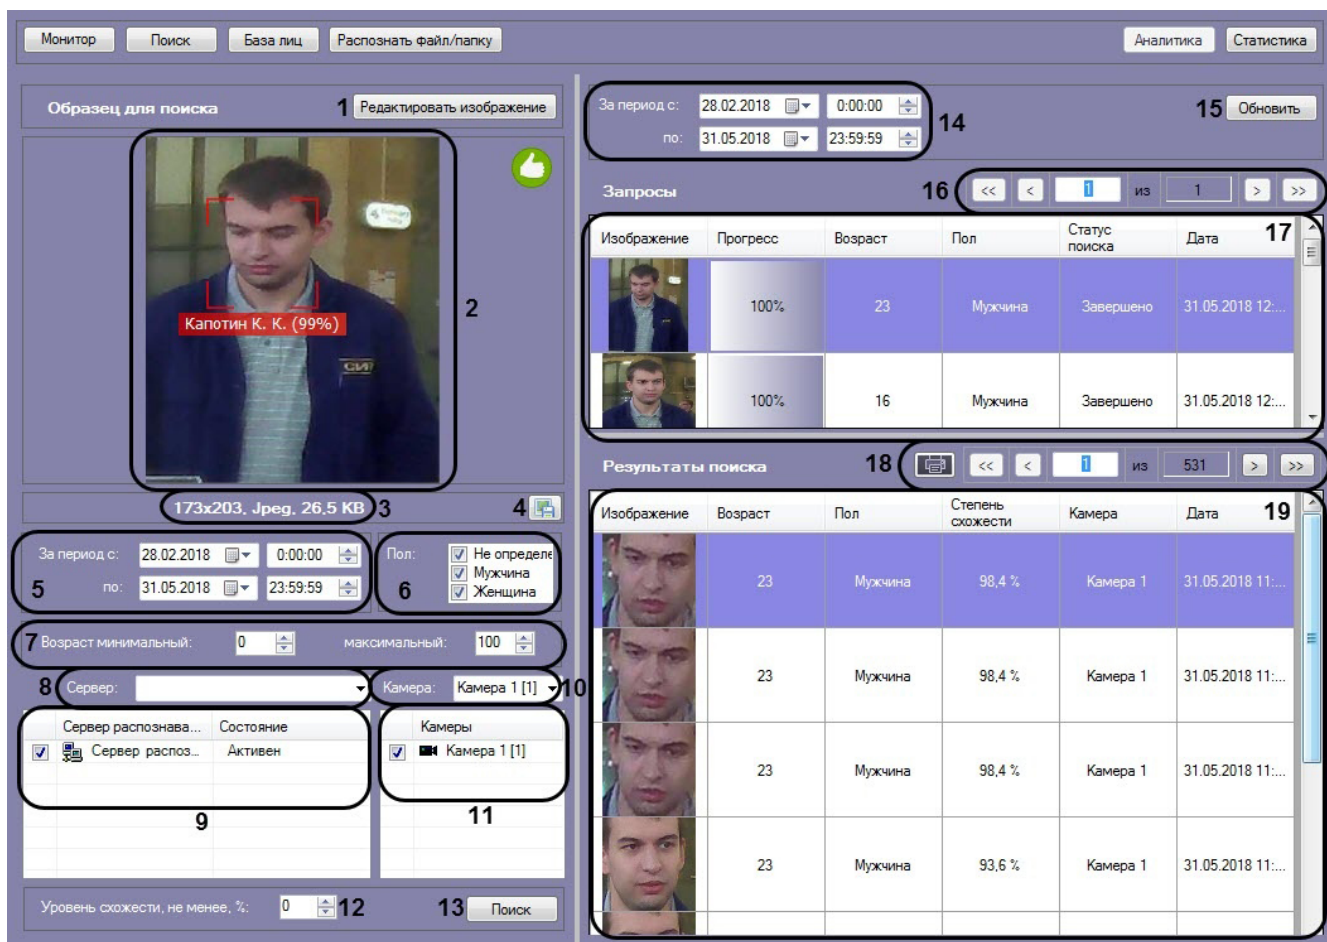 Монитор Поиск База лиц Распознать файл/папку Аналитика Статистика
Образец для поиска 1 Редактировать изображение
Капотин К. К. (99%)
2
173x203, Jpeg, 26,5 KB 3 4
За период с: 28.02.2018 0:00:00
по: 31.05.2018 23:59:59
5
Пол: Не определе
Мужчина
6 Женщина
7 Возраст минимальный: 0 максимальный: 100
8 Сервер: Камера: Камера 1 [1] 10
Сервер распознава... Состояние
Сервер распоз... Активен
9
Камеры
Камера 1 [1]
11
Уровень схожести, не менее, %: 0 12 13 Поиск
За период с: 28.02.2018 0:00:00
по: 31.05.2018 23:59:59
14
15 Обновить
Запросы 16 << < 1 из 1 > >>
Изображение Прогресс Возраст Пол Статус поиска Дата 17
100% 23 Мужчина Завершено 31.05.2018 12:...
100% 16 Мужчина Завершено 31.05.2018 12:...
Результаты поиска 18 << < 1 из 531 > >>
Изображение Возраст Пол Степень схожести Камера Дата 19
23 Мужчина 98,4 % Камера 1 31.05.2018 11:...
23 Мужчина 98,4 % Камера 1 31.05.2018 11:...
23 Мужчина 98,4 % Камера 1 31.05.2018 11:...
23 Мужчина 93,6 % Камера 1 31.05.2018 11:...